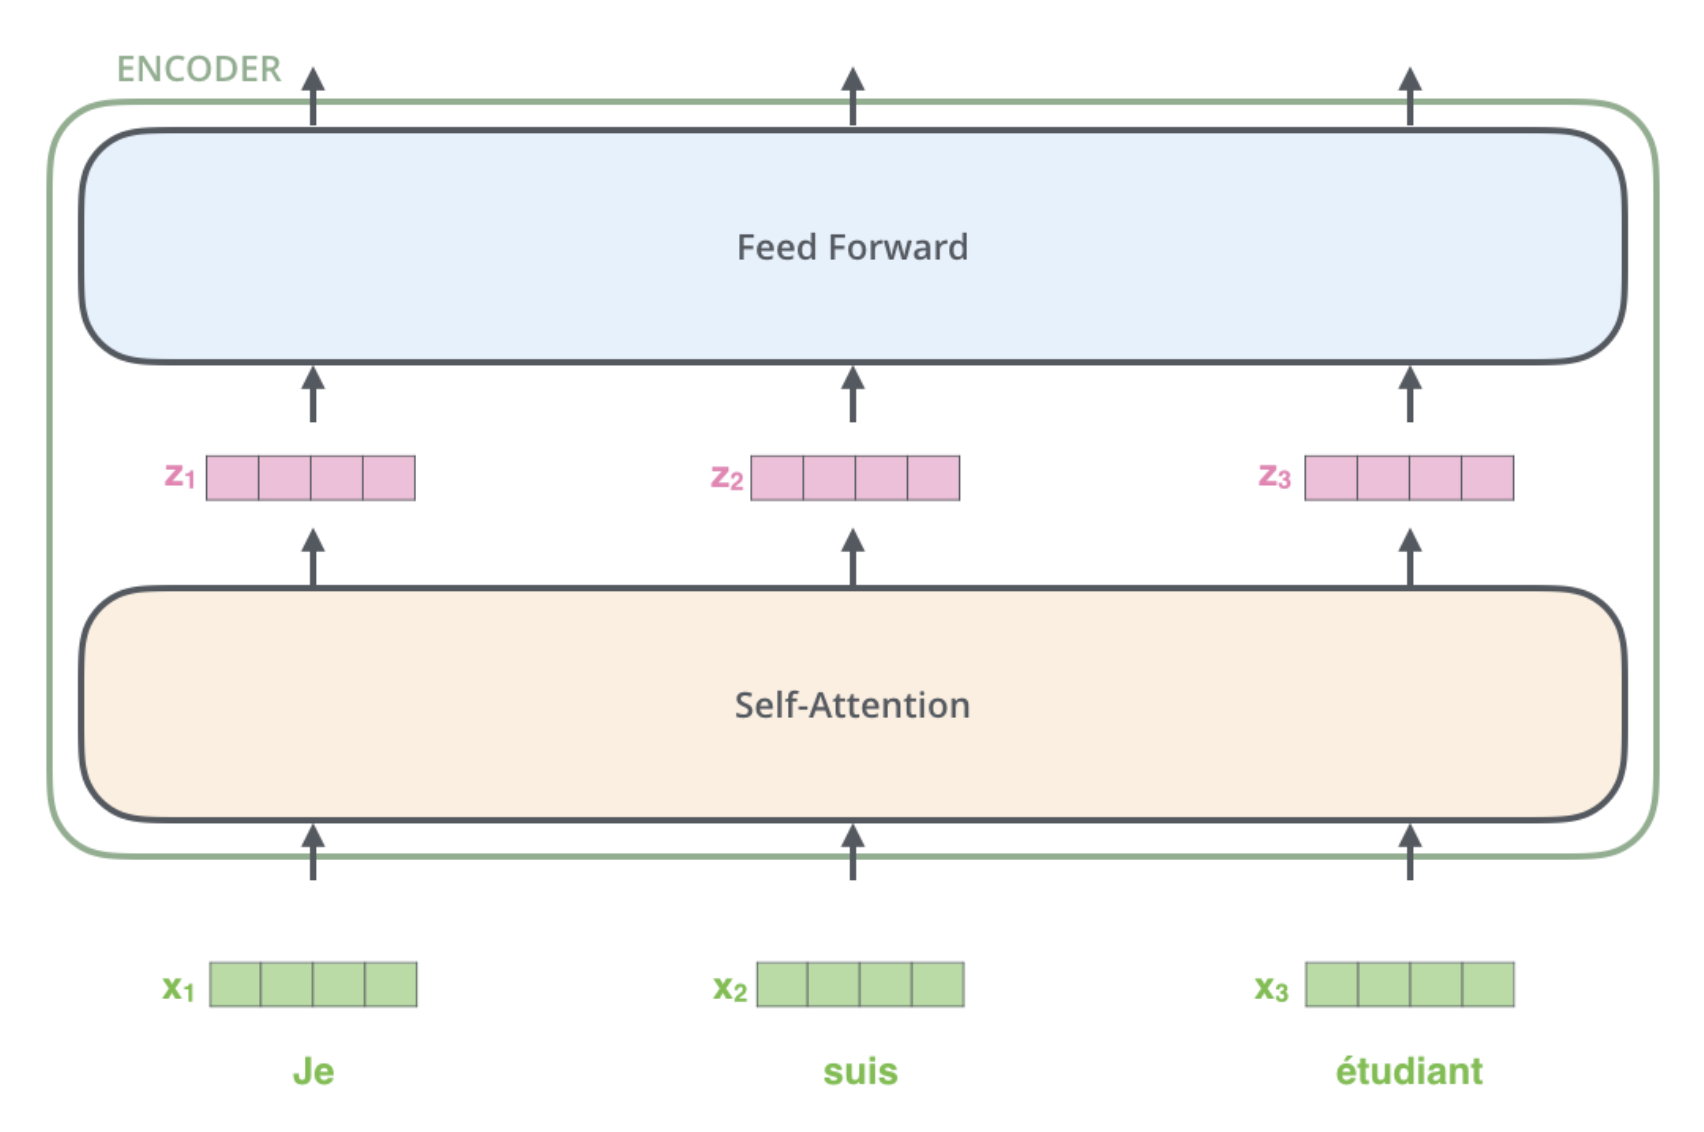 ENCODER
Feed Forward
z₁ z₂ z₃
Self-Attention
x₁ x₂ x₃
Je suis étudiant